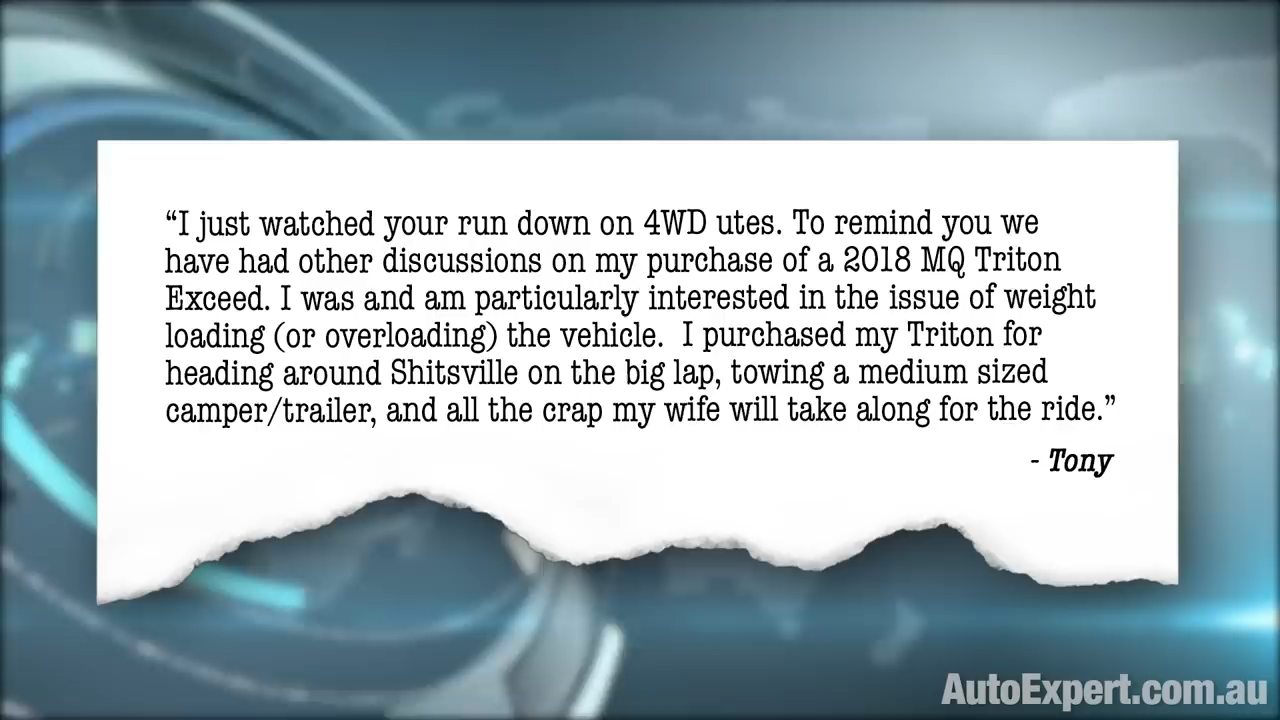 “I just watched your run down on 4WD utes. To remind you we
have had other discussions on my purchase of a 2018 MQ Triton
Exceed. I was and am particularly interested in the issue of weight
loading (or overloading) the vehicle.  I purchased my Triton for
heading around Shitsville on the big lap, towing a medium sized
camper/trailer, and all the crap my wife will take along for the ride.”
- Tony
AutoExpert.com.au